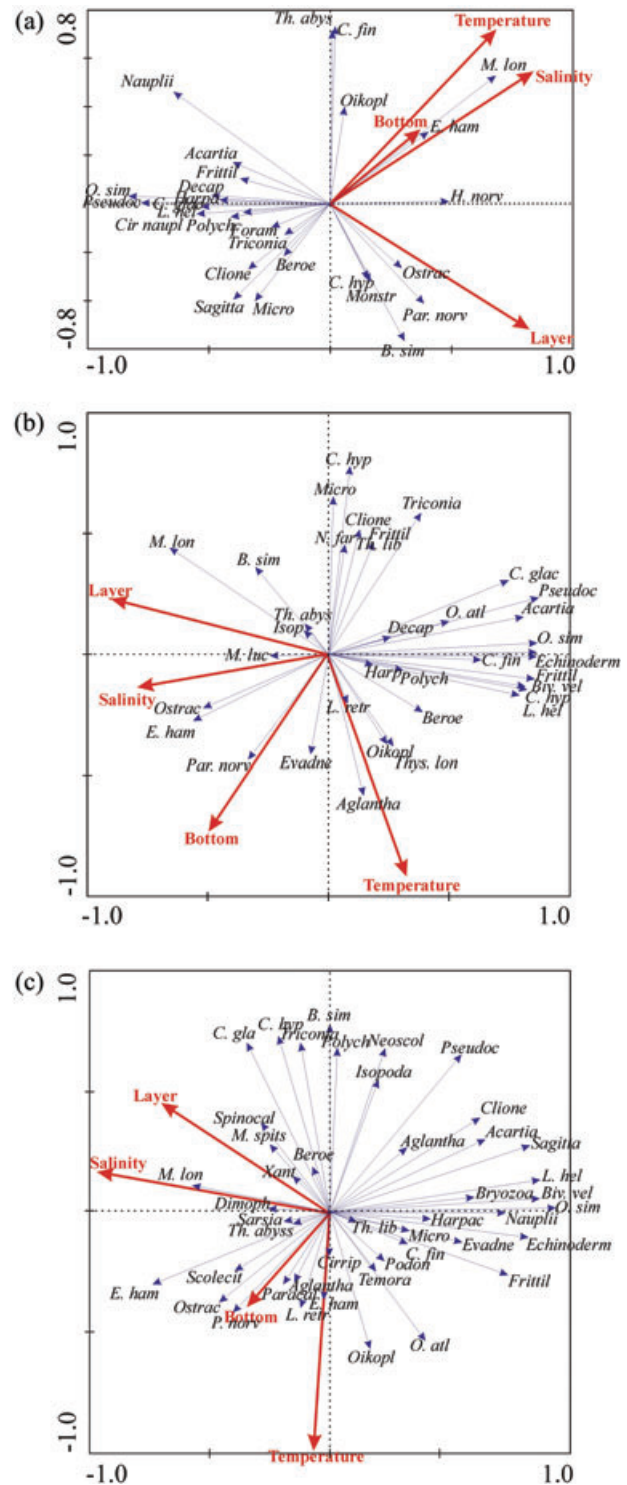 (a)
0.8
Th. abys
C. fin
Temperature
M. lon
Salinity
Nauplii
Oikopl
Bottom
E. ham
Acartia
Frittil
Decap
O. sim
Pseudoc
H. norv
L. hel
Cir naupl Polych
Foram
Triconia
Beroe
Clione
Ostrac
C. hyp
Monstr
Sagitta
Micro
Par. norv
Layer
B. sim
-0.8
-1.0
1.0
(b)
1.0
C. hyp
Micro
Triconia
Clione
N. far
Frittil
Th. lib
M. lon
B. sim
C. glac
Pseudoc
Layer
Acartia
Th. abys
O. atl
Isop
Decap
O. sim
M. luc
C. fin
Echinoderm
Harp
Polych
Frittil
Salinity
Biv. vel
Ostrac
L. retr
C. hyp
E. ham
Beroe
L. hel
Par. norv
Evadne
Oikopl
Thys. lon
Aglantha
Bottom
Temperature
-1.0
-1.0
1.0
(c)
1.0
B. sim
C. gla
C. hyp
Triconia
Polych
Neoscol
Pseudoc
Isopoda
Layer
Clione
Spinocal
M. spits
Aglantha
Acartia
Sagitta
Salinity
Beroe
M. lon
Xant
L. hel
Bryozoa
Biv. vel
Dimoph
O. sim
Sarsia
Th. lib
Harpac
Nauplii
Th. abyss
Micro
C. fin
Evadne
Echinoderm
Cirrip
Podon
Scolecit
Temora
Frittil
E. ham
Paracal
Aglantha
Ostrac
E. ham
P. norv
Bottom
L. retr
Oikopl
O. atl
Temperature
-1.0
-1.0
1.0